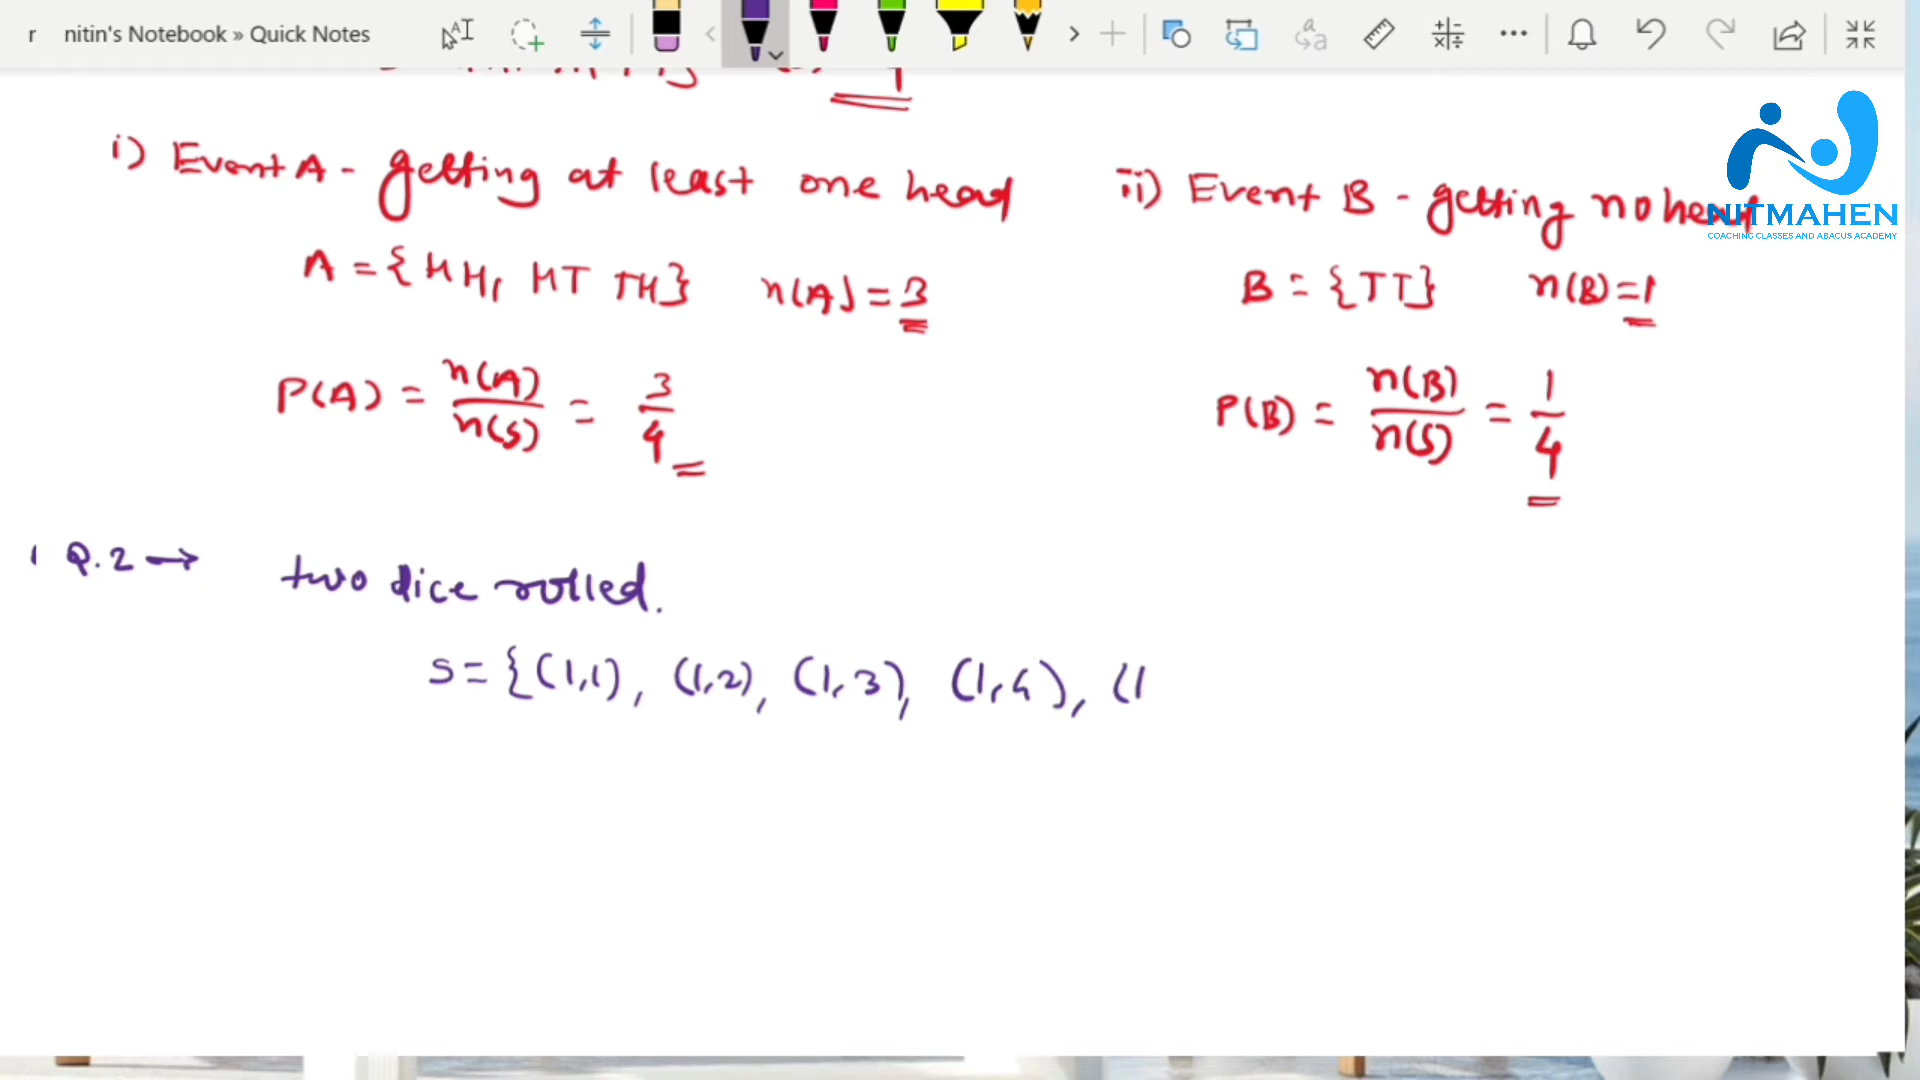 r nitin's Notebook » Quick Notes
i) Event A - getting at least one head
A = {HH, HT TH} n(A) = 3
P(A) = n(A)/n(S) = 3/4
ii) Event B - getting no head
B = {TT} n(B) = 1
P(B) = n(B)/n(S) = 1/4
NITMAHEN
COACHING CLASSES AND ABACUS ACADEMY
Q.2 → two dice rolled.
S = {(1,1), (1,2), (1,3), (1,4), (1